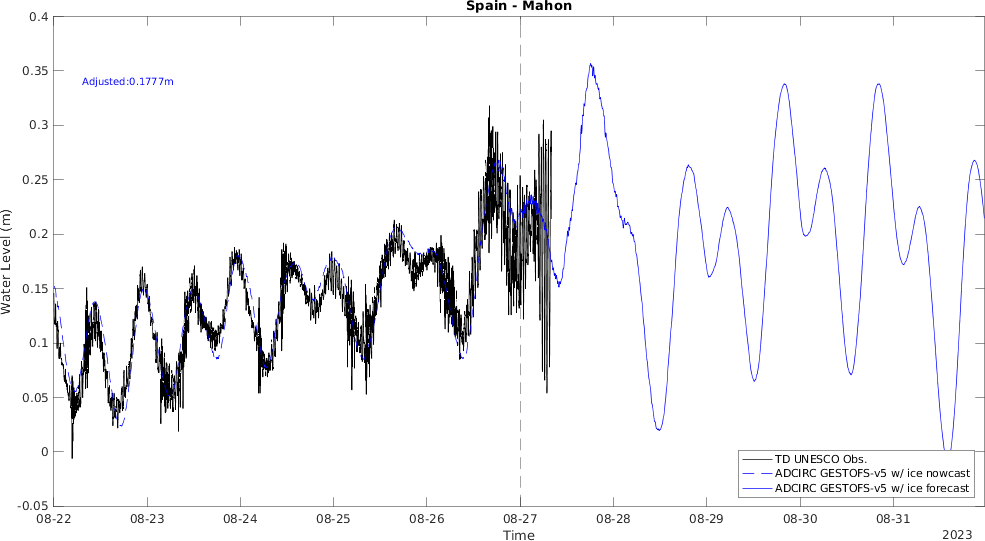 Spain - Mahon
0.4
0.35
0.3
0.25
0.2
0.15
0.1
0.05
0
-0.05
Water Level (m)
Adjusted:0.1777m
TD UNESCO Obs.
ADCIRC GESTOFS-v5 w/ ice nowcast
ADCIRC GESTOFS-v5 w/ ice forecast
08-22 08-23 08-24 08-25 08-26 08-27 08-28 08-29 08-30 08-31
Time
2023